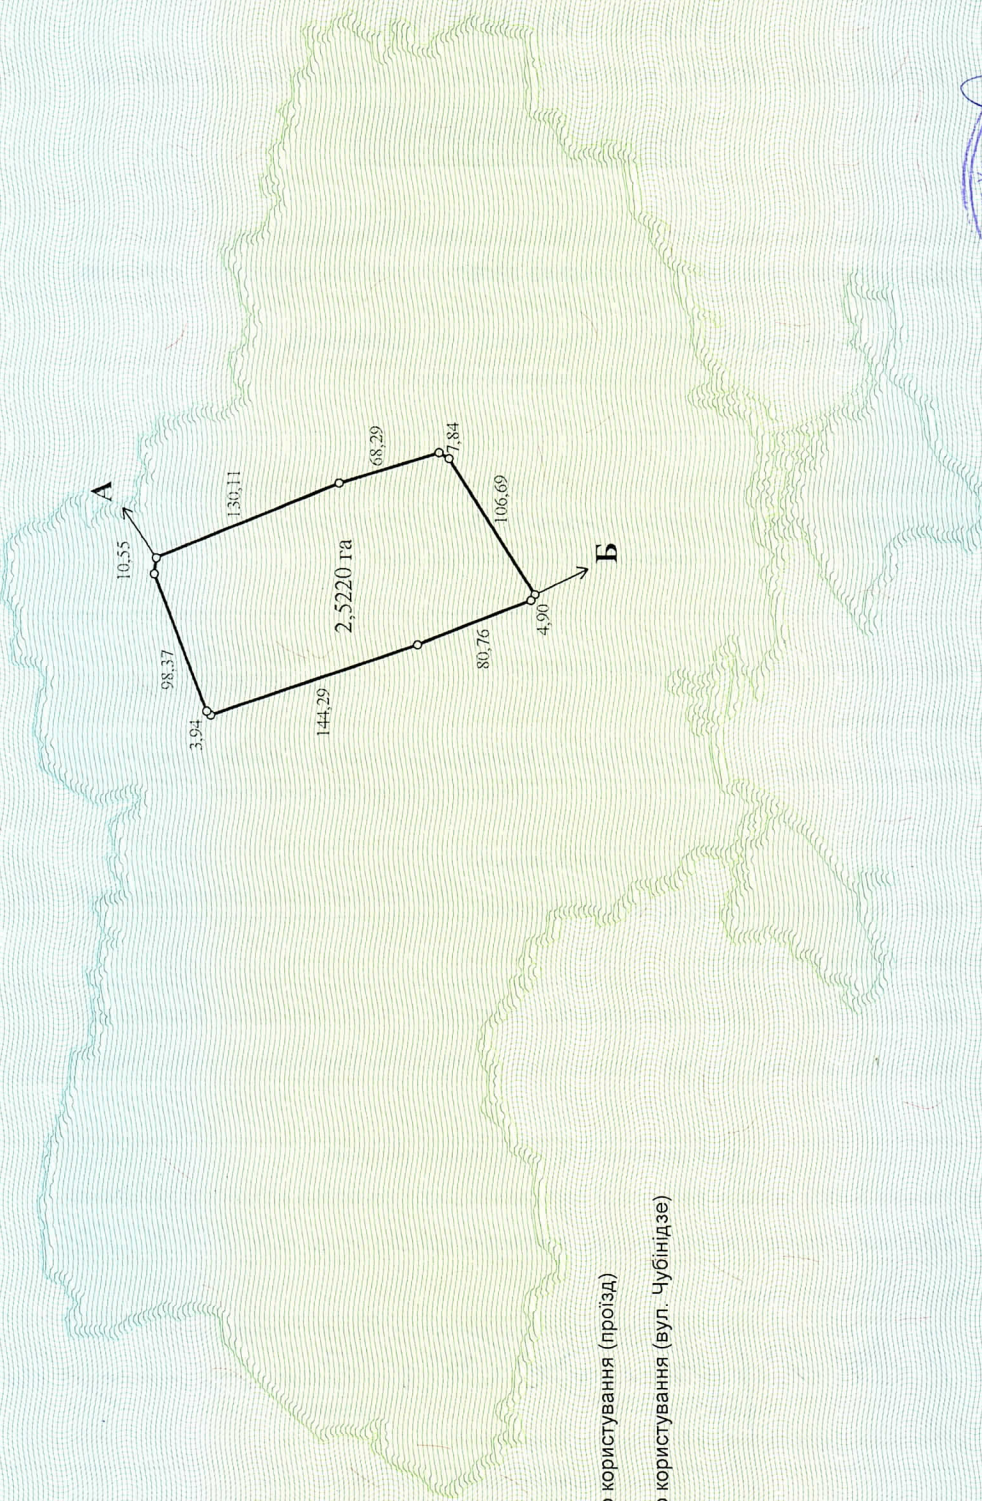 А
10,55
130,11
68,29
7,84
98,37
2,5220 га
106,69
3,94
144,29
80,76
4,90
Б
користування (проїзд)
користування (вул. Чубінідзе)